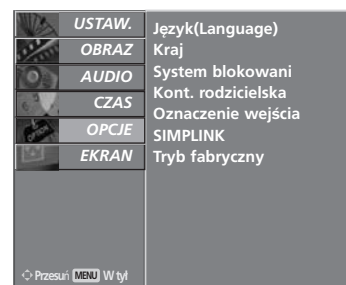 USTAW.
OBRAZ
AUDIO
CZAS
OPCJE
EKRAN
Przesuń MENU W tył
Język(Language)
Kraj
System blokowani
Kont. rodzicielska
Oznaczenie wejścia
SIMPLINK
Tryb fabryczny